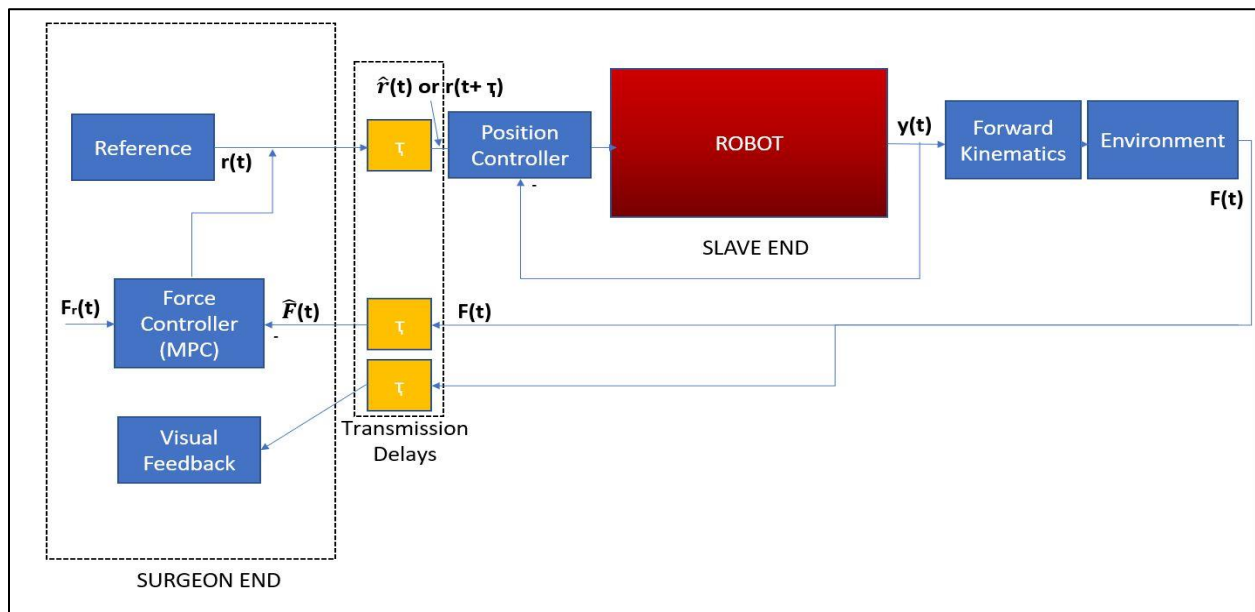 r̂(t) or r(t+ τ)
Reference
r(t)
τ
Position
Controller
-
ROBOT
y(t)
Forward
Kinematics
Environment
F(t)
SLAVE END
Fᵣ(t)
Force
Controller
(MPC)
F̂(t)
-
τ
F(t)
τ
Transmission
Delays
Visual
Feedback
SURGEON END